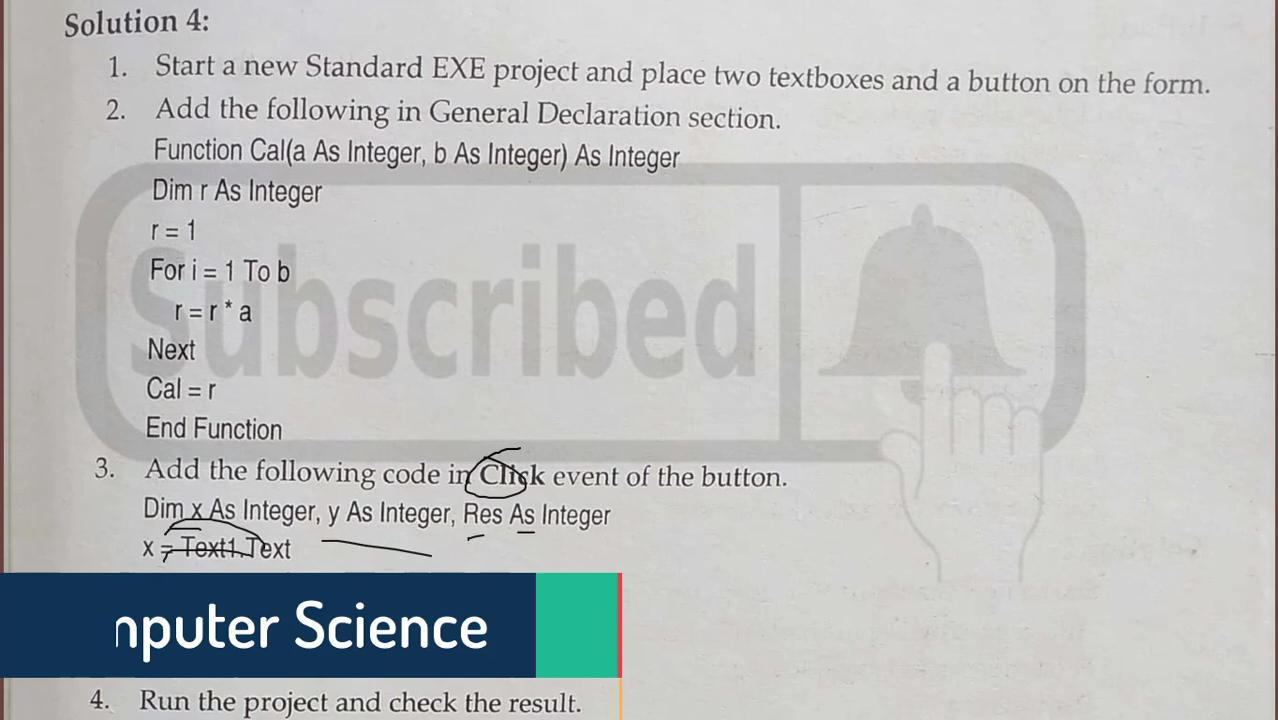 Solution 4:
1. Start a new Standard EXE project and place two textboxes and a button on the form.
2. Add the following in General Declaration section.
Function Cal(a As Integer, b As Integer) As Integer
Dim r As Integer
r = 1
For i = 1 To b
r = r * a
Next
Cal = r
End Function
Subscribed
3. Add the following code in Click event of the button.
Dim x As Integer, y As Integer, Res As Integer
x = Text1.Text
nputer Science
4. Run the project and check the result.